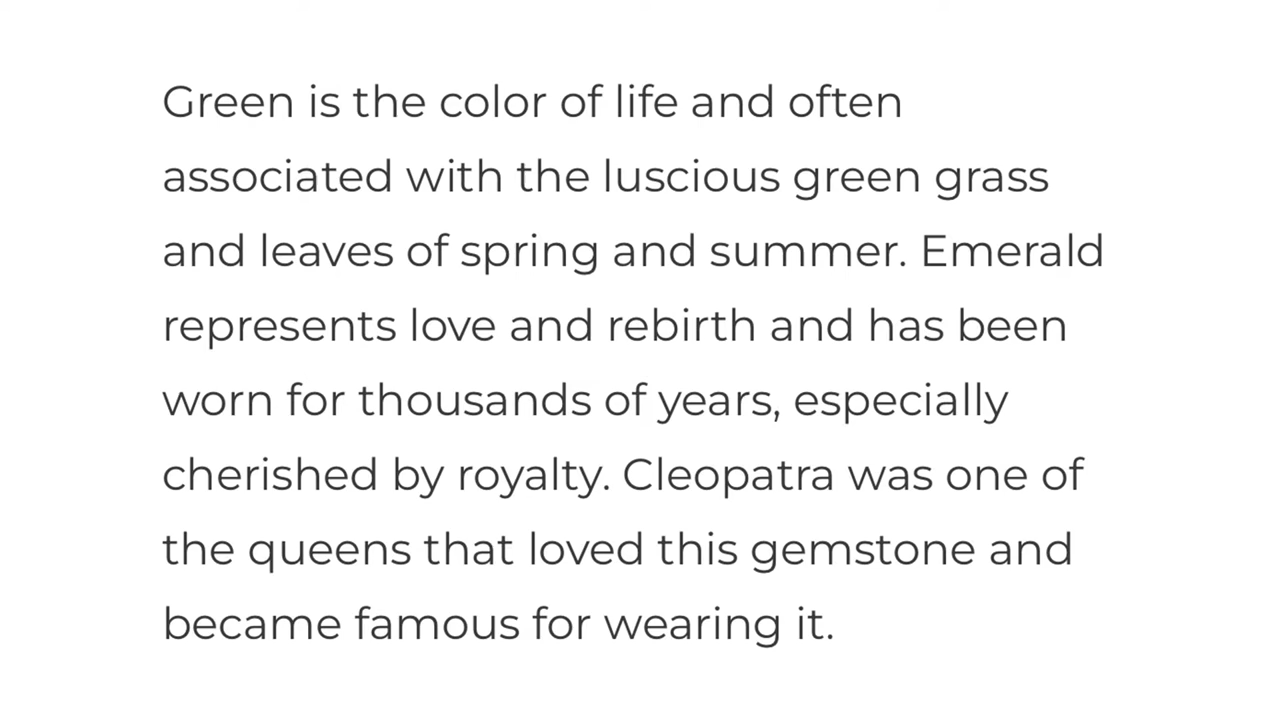 Green is the color of life and often
associated with the luscious green grass
and leaves of spring and summer. Emerald
represents love and rebirth and has been
worn for thousands of years, especially
cherished by royalty. Cleopatra was one of
the queens that loved this gemstone and
became famous for wearing it.